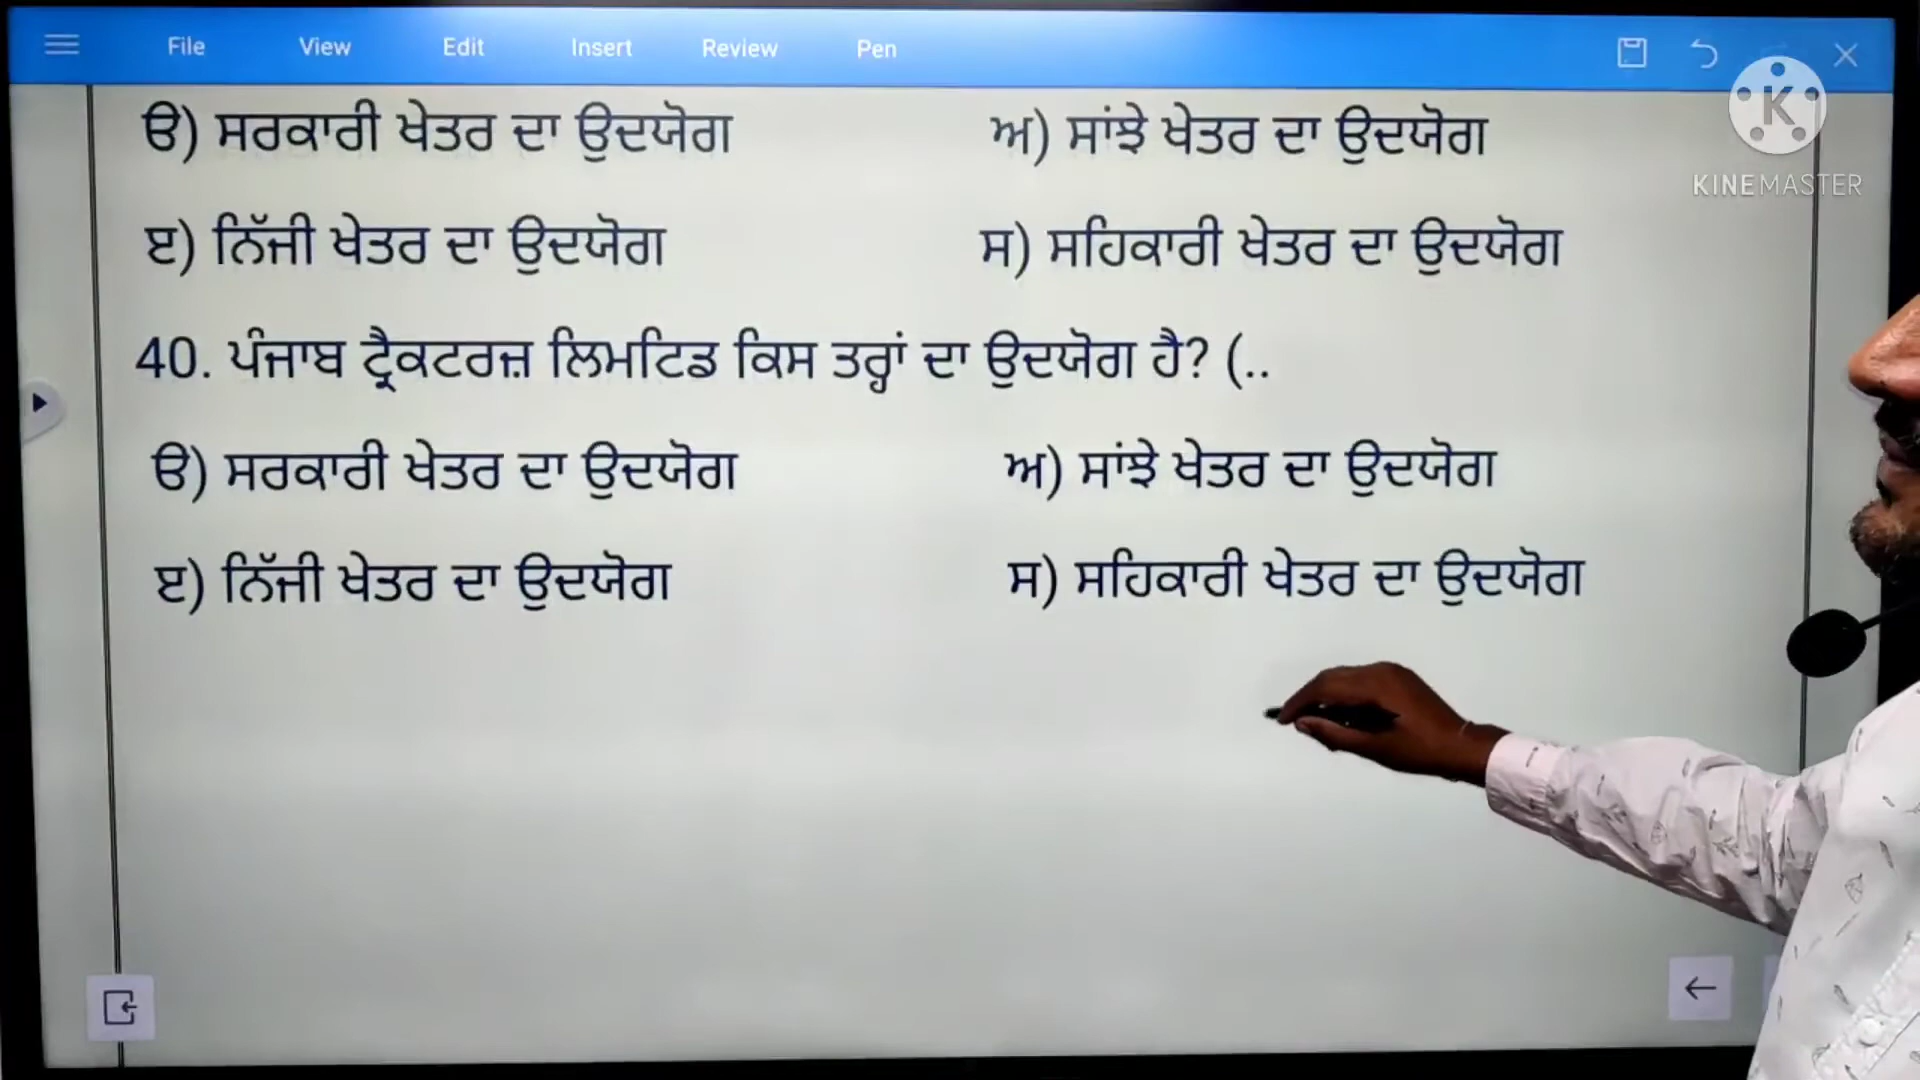 File View Edit Insert Review Pen
KINEMASTER
ੳ) ਸਰਕਾਰੀ ਖੇਤਰ ਦਾ ਉਦਯੋਗ ਅ) ਸਾਂਝੇ ਖੇਤਰ ਦਾ ਉਦਯੋਗ
ੲ) ਨਿੱਜੀ ਖੇਤਰ ਦਾ ਉਦਯੋਗ ਸ) ਸਹਿਕਾਰੀ ਖੇਤਰ ਦਾ ਉਦਯੋਗ
40. ਪੰਜਾਬ ਟ੍ਰੈਕਟਰਜ਼ ਲਿਮਟਿਡ ਕਿਸ ਤਰ੍ਹਾਂ ਦਾ ਉਦਯੋਗ ਹੈ? (..
ੳ) ਸਰਕਾਰੀ ਖੇਤਰ ਦਾ ਉਦਯੋਗ ਅ) ਸਾਂਝੇ ਖੇਤਰ ਦਾ ਉਦਯੋਗ
ੲ) ਨਿੱਜੀ ਖੇਤਰ ਦਾ ਉਦਯੋਗ ਸ) ਸਹਿਕਾਰੀ ਖੇਤਰ ਦਾ ਉਦਯੋਗ